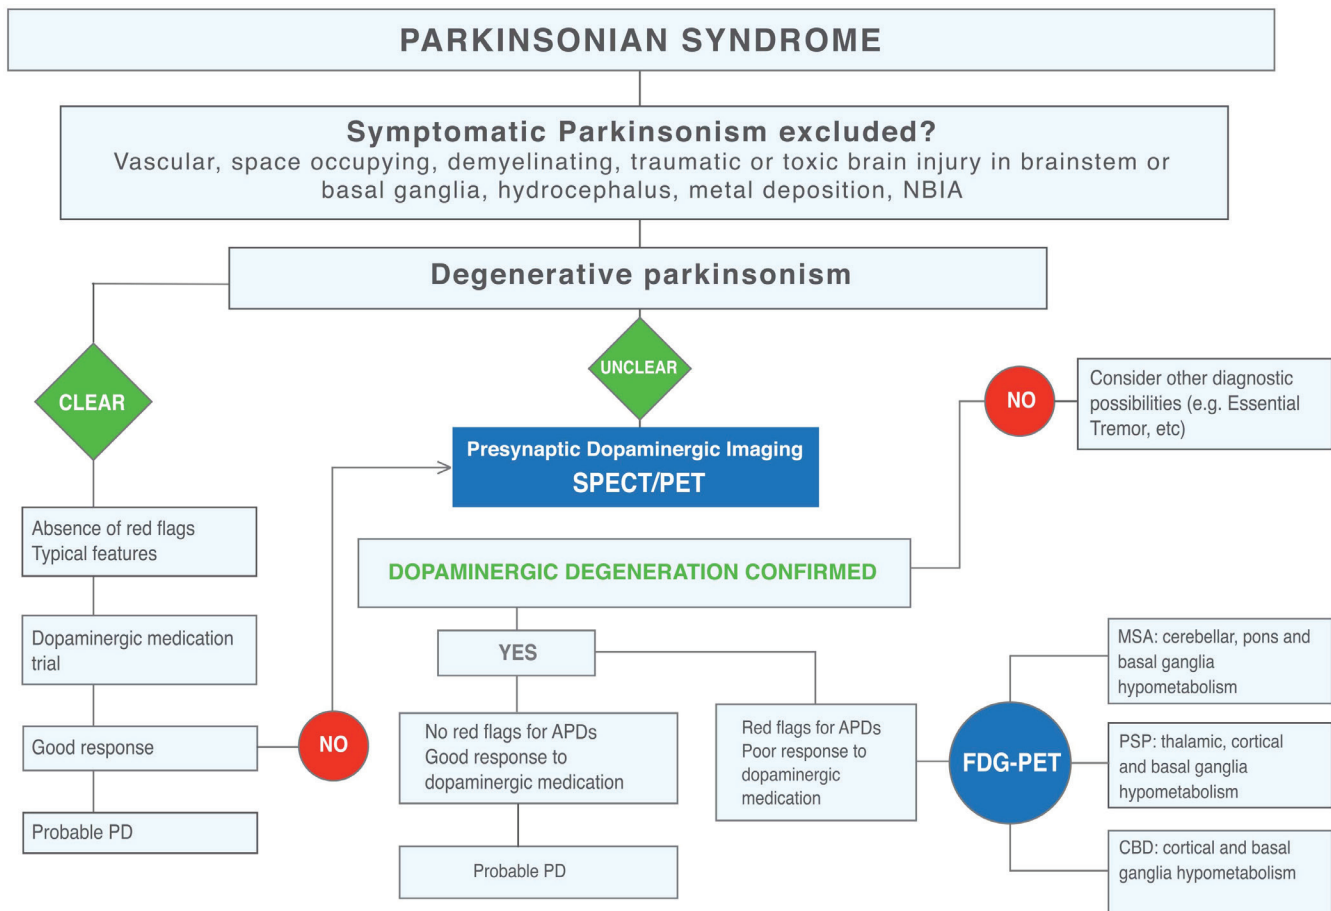 PARKINSONIAN SYNDROME
Symptomatic Parkinsonism excluded?
Vascular, space occupying, demyelinating, traumatic or toxic brain injury in brainstem or
basal ganglia, hydrocephalus, metal deposition, NBIA
Degenerative parkinsonism
CLEAR
UNCLEAR
NO
Consider other diagnostic
possibilities (e.g. Essential
Tremor, etc)
Presynaptic Dopaminergic Imaging
SPECT/PET
Absence of red flags
Typical features
DOPAMINERGIC DEGENERATION CONFIRMED
Dopaminergic medication
trial
YES
MSA: cerebellar, pons and
basal ganglia
hypometabolism
Good response
NO
No red flags for APDs
Good response to
dopaminergic medication
Red flags for APDs
Poor response to
dopaminergic
medication
FDG-PET
PSP: thalamic, cortical
and basal ganglia
hypometabolism
Probable PD
Probable PD
CBD: cortical and basal
ganglia hypometabolism